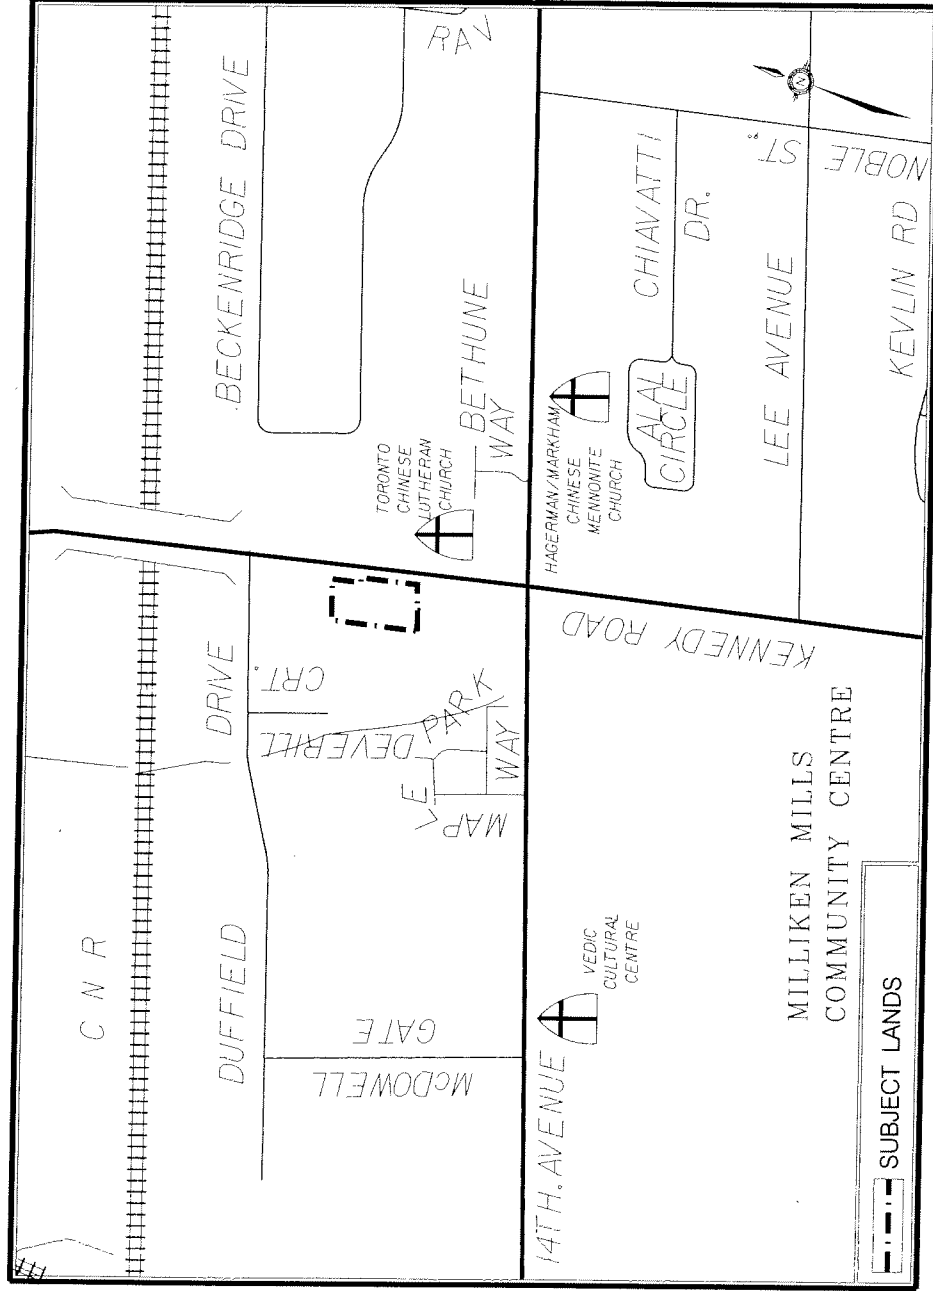 C N R
BECKENRIDGE DRIVE
DUFFIELD DRIVE
DEVERILL CRT.
McDOWELL
GATE
MAPLE PARK
WAY
TORONTO
CHINESE
LUTHERAN
CHURCH
BETHUNE
WAY
RAV
14TH. AVENUE
VEDIC
CULTURAL
CENTRE
HAGERMAN/MARKHAM
CHINESE
MENNONITE
CHURCH
KENNEDY ROAD
CHIAVATTI
DR.
ALAI
CIRCLE
LEE AVENUE
NOBLE ST.
KEVLIN RD
N
MILLIKEN MILLS
COMMUNITY CENTRE
SUBJECT LANDS